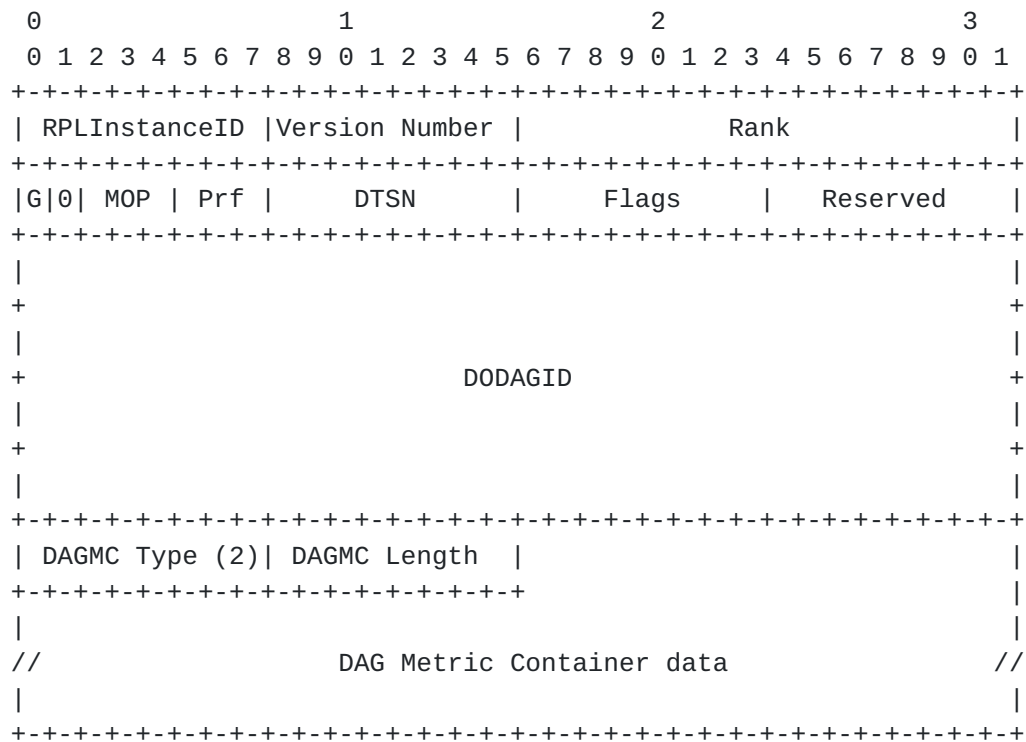 0                   1                   2                   3
 0 1 2 3 4 5 6 7 8 9 0 1 2 3 4 5 6 7 8 9 0 1 2 3 4 5 6 7 8 9 0 1
+-+-+-+-+-+-+-+-+-+-+-+-+-+-+-+-+-+-+-+-+-+-+-+-+-+-+-+-+-+-+-+-+
| RPLInstanceID |Version Number |             Rank              |
+-+-+-+-+-+-+-+-+-+-+-+-+-+-+-+-+-+-+-+-+-+-+-+-+-+-+-+-+-+-+-+-+
|G|0| MOP | Prf |     DTSN      |     Flags     |   Reserved    |
+-+-+-+-+-+-+-+-+-+-+-+-+-+-+-+-+-+-+-+-+-+-+-+-+-+-+-+-+-+-+-+-+
|                                                               |
+                                                               +
|                                                               |
+                            DODAGID                            +
|                                                               |
+                                                               +
|                                                               |
+-+-+-+-+-+-+-+-+-+-+-+-+-+-+-+-+-+-+-+-+-+-+-+-+-+-+-+-+-+-+-+-+
| DAGMC Type (2)| DAGMC Length  |                               |
+-+-+-+-+-+-+-+-+-+-+-+-+-+-+-+-+                               |
|                                                               |
//                   DAG Metric Container data                 //
|                                                               |
+-+-+-+-+-+-+-+-+-+-+-+-+-+-+-+-+-+-+-+-+-+-+-+-+-+-+-+-+-+-+-+-+